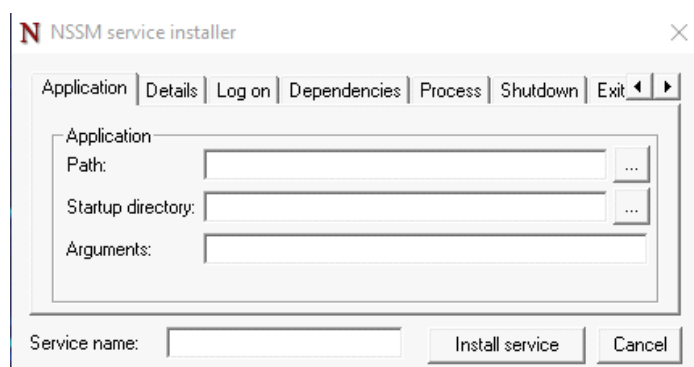 N NSSM service installer
Application Details Log on Dependencies Process Shutdown Exit
Application
Path: ...
Startup directory: ...
Arguments:
Service name: Install service Cancel